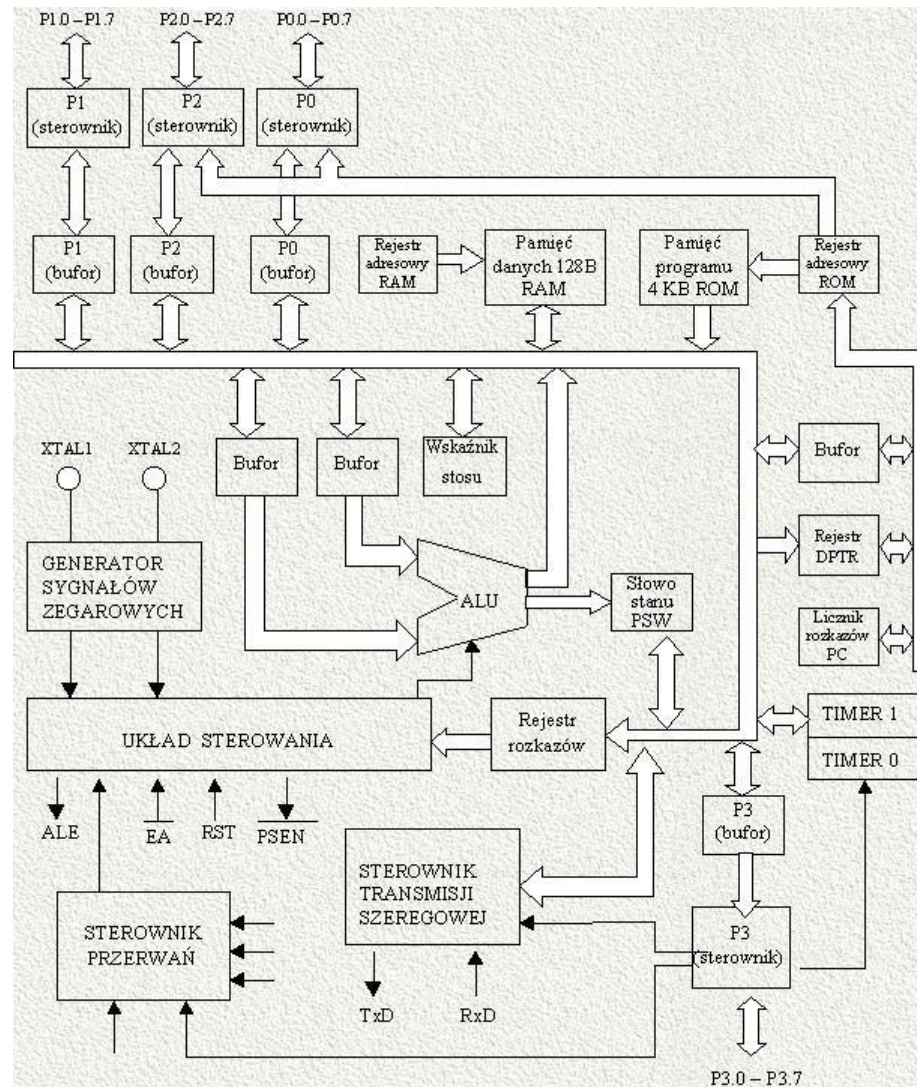 P1.0 – P1.7
P2.0 – P2.7
P0.0 – P0.7
P1
(sterownik)
P2
(sterownik)
P0
(sterownik)
P1
(bufor)
P2
(bufor)
P0
(bufor)
Rejestr
adresowy
RAM
Pamięć
danych 128B
RAM
Pamięć
programu
4 KB ROM
Rejestr
adresowy
ROM
XTAL1
XTAL2
Bufor
Bufor
Wskaźnik
stosu
Bufor
GENERATOR
SYGNAŁÓW
ZEGAROWYCH
ALU
Słowo
stanu
PSW
Rejestr
DPTR
Licznik
rozkazów
PC
UKŁAD STEROWANIA
Rejestr
rozkazów
TIMER 1
TIMER 0
ALE
EA
RST
PSEN
P3
(bufor)
STEROWNIK
TRANSMISJI
SZEREGOWEJ
STEROWNIK
PRZERWAŃ
P3
(sterownik)
TxD
RxD
P3.0 – P3.7